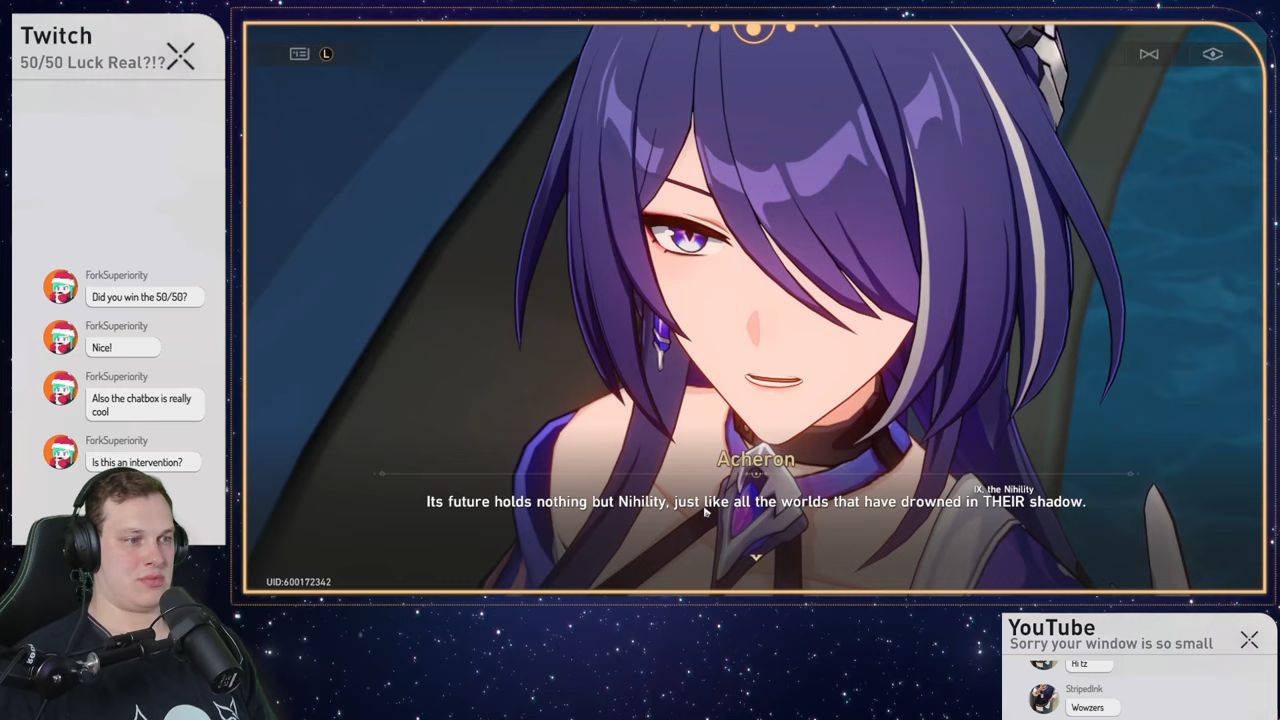 Twitch
50/50 Luck Real?!?
ForkSuperiority
Did you win the 50/50?
ForkSuperiority
Nice!
ForkSuperiority
Also the chatbox is really
cool
ForkSuperiority
Is this an intervention?
L
Acheron
IX, the Nihility
Its future holds nothing but Nihility, just like all the worlds that have drowned in THEIR shadow.
UID:600172342
YouTube
Sorry your window is so small
Hi tz
StripedInk
Wowzers